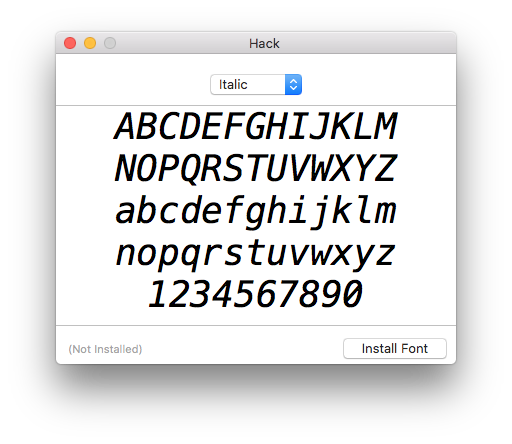 Hack
Italic
ABCDEFGHIJKLM
NOPQRSTUVWXYZ
abcdefghijklm
nopqrstuvwxyz
1234567890
(Not Installed)
Install Font